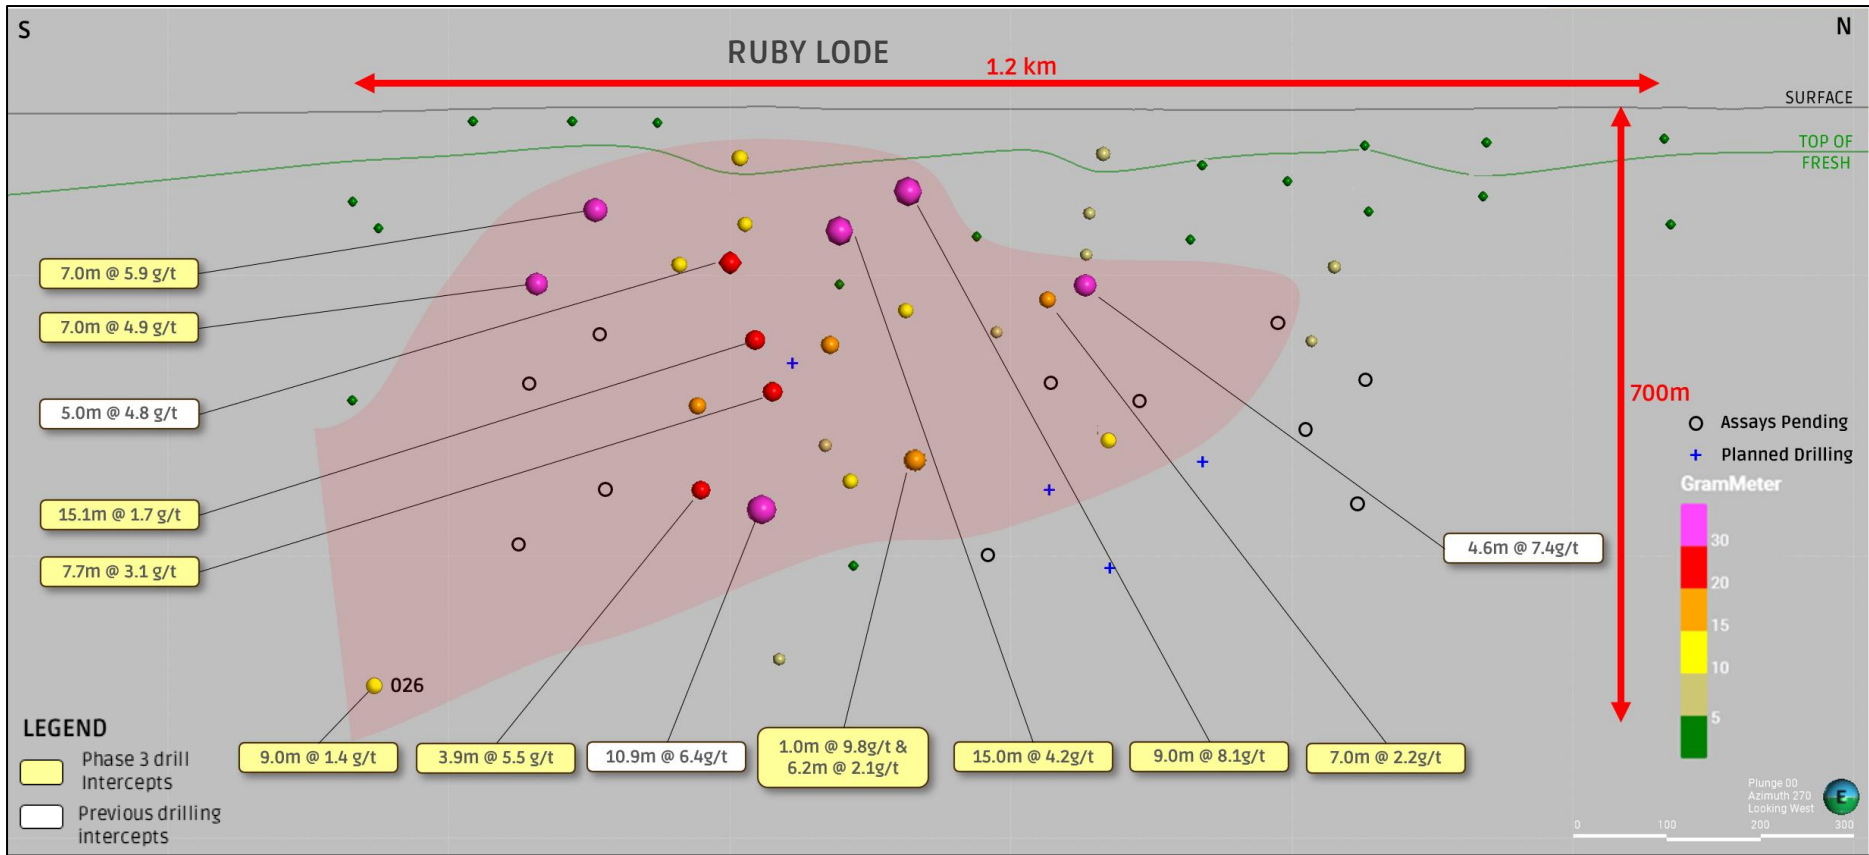 S
N
RUBY LODE
1.2 km
SURFACE
TOP OF
FRESH
7.0m @ 5.9 g/t
7.0m @ 4.9 g/t
5.0m @ 4.8 g/t
15.1m @ 1.7 g/t
7.7m @ 3.1 g/t
700m
Assays Pending
Planned Drilling
GramMeter
30
20
15
10
5
4.6m @ 7.4g/t
026
LEGEND
Phase 3 drill
Intercepts
Previous drilling
intercepts
9.0m @ 1.4 g/t
3.9m @ 5.5 g/t
10.9m @ 6.4g/t
1.0m @ 9.8g/t &
6.2m @ 2.1g/t
15.0m @ 4.2g/t
9.0m @ 8.1g/t
7.0m @ 2.2g/t
Plunge 00
Azimuth 270
Looking West
E
0 100 200 300